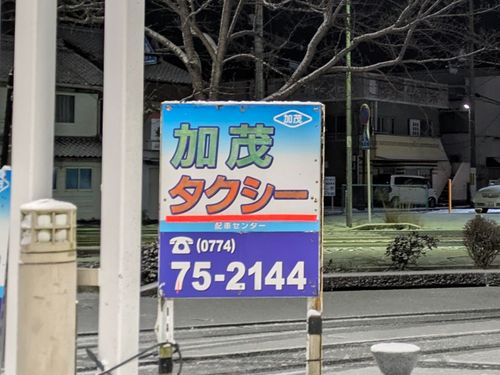 加茂
加茂
タクシー
配車センター
☎(0774)
75-2144